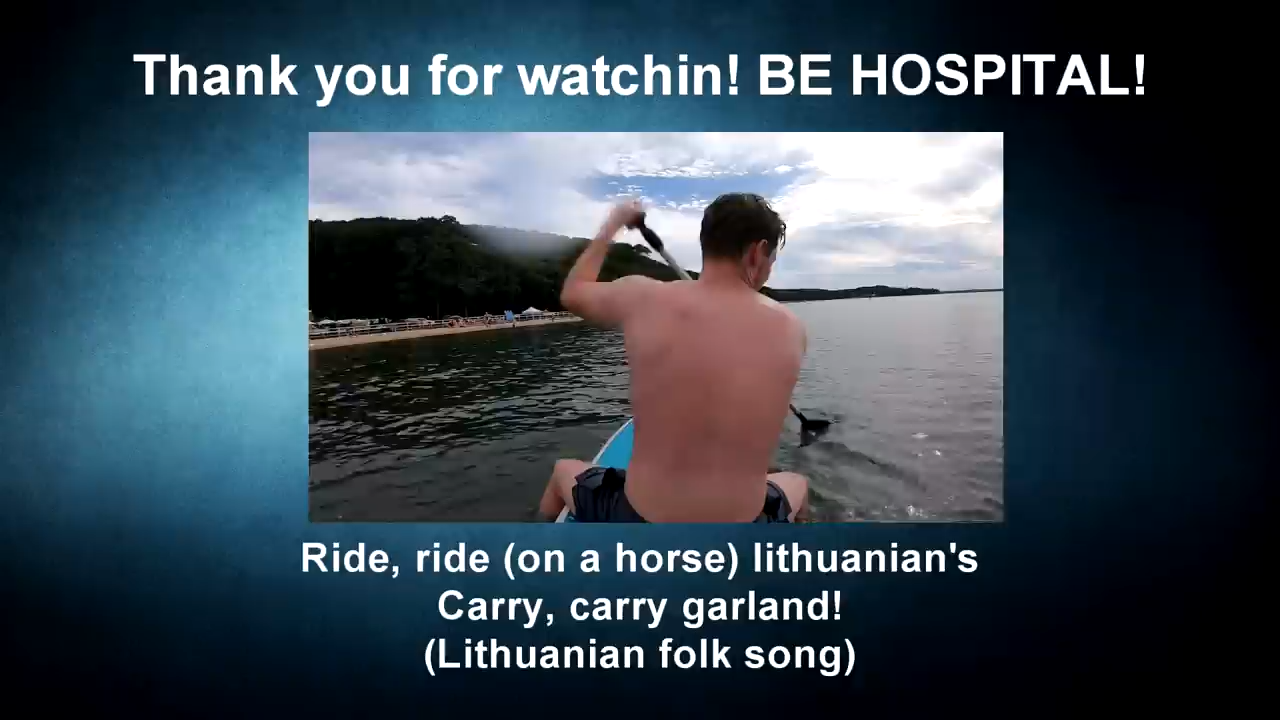 Thank you for watchin! BE HOSPITAL!
Ride, ride (on a horse) lithuanian's
Carry, carry garland!
(Lithuanian folk song)